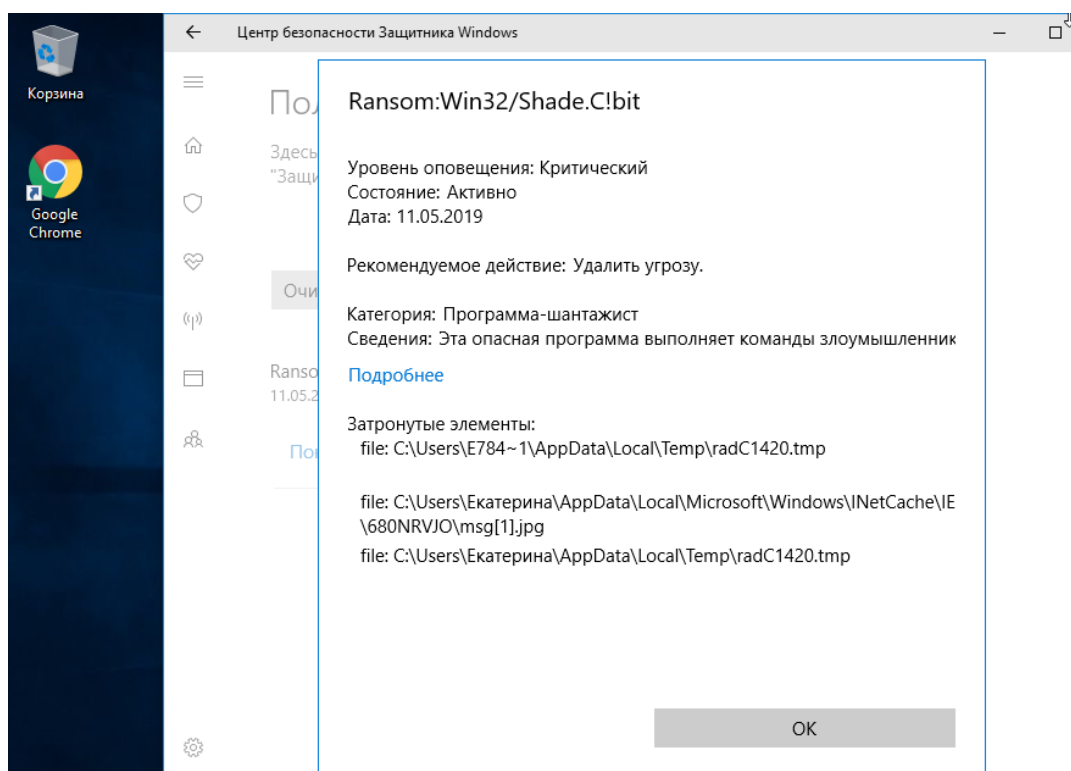 Корзина
Google
Chrome
Центр безопасности Защитника Windows
Пол
Здесь
"Защи
Очи
Ranso
11.05.2
Пок
Ransom:Win32/Shade.C!bit
Уровень оповещения: Критический
Состояние: Активно
Дата: 11.05.2019
Рекомендуемое действие: Удалить угрозу.
Категория: Программа-шантажист
Сведения: Эта опасная программа выполняет команды злоумышленник
Подробнее
Затронутые элементы:
file: C:\Users\E784~1\AppData\Local\Temp\radC1420.tmp
file: C:\Users\Екатерина\AppData\Local\Microsoft\Windows\INetCache\IE
\680NRVJO\msg[1].jpg
file: C:\Users\Екатерина\AppData\Local\Temp\radC1420.tmp
OK